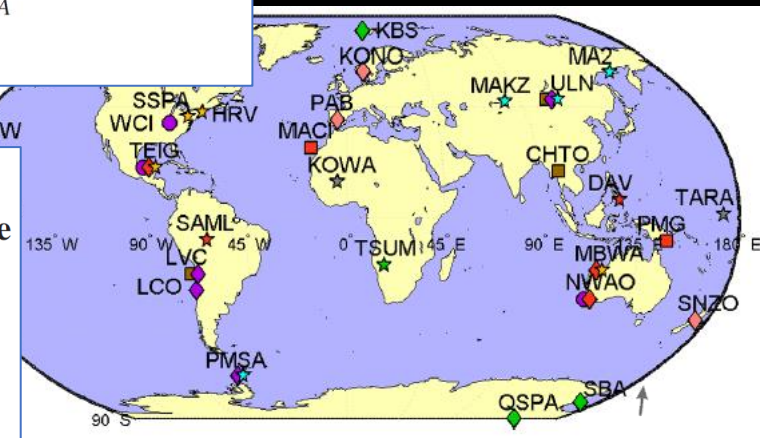 A
KBS
KONO
MA2
MAKZ ULN
SSPA
HRV
WCI
PAB
W
MACI
TEIG
KOWA
CHTO
DAV
TARA
e
SAML
PMG
135° W 90° W 45° W 0° 45° E 90° E 135° E 180° E
TSUM
LVC
MBWA
LCO
NWAO
SNZO
PMSA
SBA
QSPA
90° S